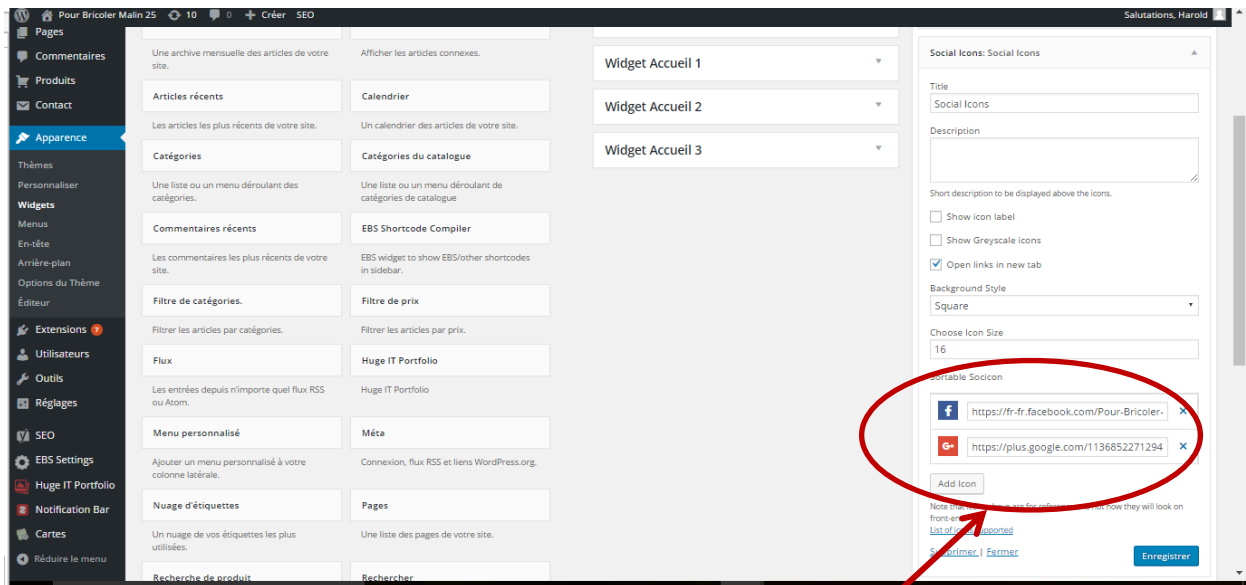 Pour Bricoler Malin 25 10 0 + Créer SEO
Salutations, Harold
Pages
Commentaires
Produits
Contact
Apparence
Thèmes
Personnaliser
Widgets
Menus
En-tête
Arrière-plan
Options du Thème
Éditeur
Extensions 7
Utilisateurs
Outils
Réglages
SEO
EBS Settings
Huge IT Portfolio
Notification Bar
Cartes
Réduire le menu
Une archive mensuelle des articles de votre
site.
Articles récents
Les articles les plus récents de votre site.
Catégories
Une liste ou un menu déroulant des
catégories.
Commentaires récents
Les commentaires les plus récents de votre
site.
Filtre de catégories.
Filtrer les articles par catégories.
Flux
Les entrées depuis n'importe quel flux RSS
ou Atom.
Menu personnalisé
Ajouter un menu personnalisé à votre
colonne latérale.
Nuage d'étiquettes
Un nuage de vos étiquettes les plus
utilisées.
Recherche de produit
Afficher les articles connexes.
Calendrier
Un calendrier des articles de votre site.
Catégories du catalogue
Une liste ou un menu déroulant de
catégories de catalogue
EBS Shortcode Compiler
EBS widget to show EBS/other shortcodes
in sidebar.
Filtre de prix
Filtrer les articles par prix.
Huge IT Portfolio
Huge IT Portfolio
Méta
Connexion, flux RSS et liens WordPress.org.
Pages
Une liste des pages de votre site.
Rechercher
Widget Accueil 1
Widget Accueil 2
Widget Accueil 3
Social Icons: Social Icons
Title
Social Icons
Description
Short description to be displayed above the icons.
Show icon label
Show Greyscale icons
Open links in new tab
Background Style
Square
Choose Icon Size
16
Sortable Socicon
f https://fr-fr.facebook.com/Pour-Bricoler-
G+ https://plus.google.com/1136852271294
Add Icon
Note that are for not how they will look on
List of supported
Supprimer | Fermer
Enregistrer